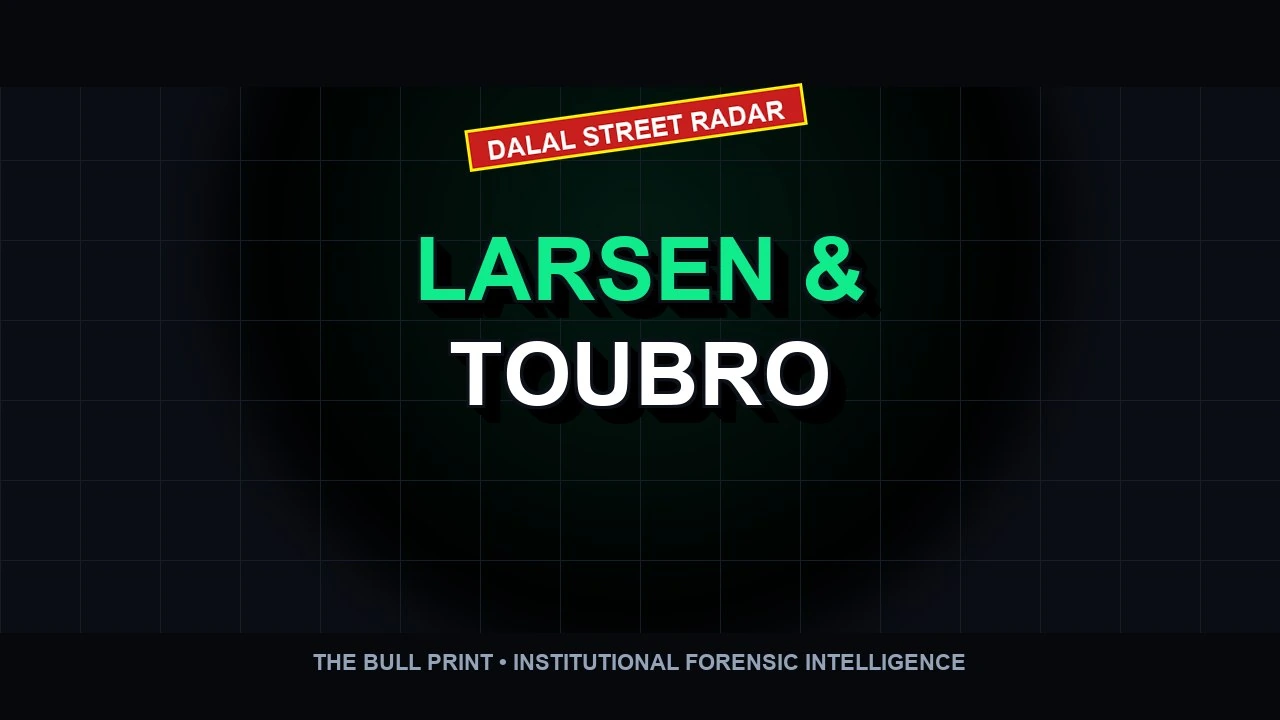 DALAL STREET RADAR
LARSEN &
TOUBRO
THE BULL PRINT • INSTITUTIONAL FORENSIC INTELLIGENCE